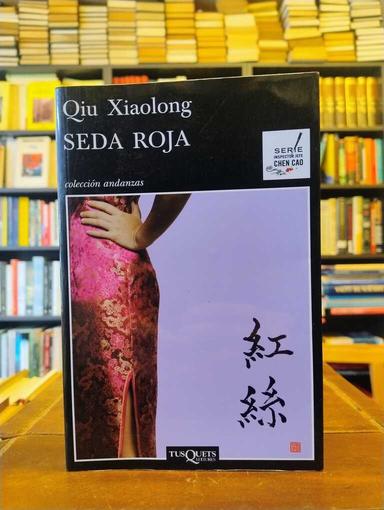 Qiu Xiaolong
SEDA ROJA
SERIE
INSPECTOR JEFE
CHEN CAO
colección andanzas
紅
絲
TUSQUETS
EDITORES